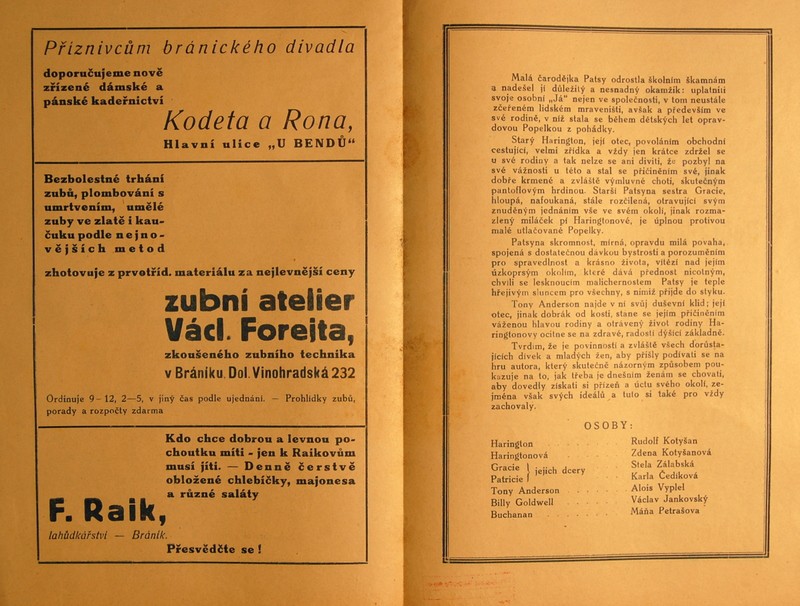 Příznivcům bránického divadla
doporučujeme nově
zřízené dámské a
pánské kadeřnictví
Kodeta a Rona,
Hlavní ulice „U BENDŮ“
Bezbolestné trhání
zubů, plombování s
umrtvením, umělé
zuby ve zlatě i kau-
čuku podle nejno-
vějších metod
zhotovuje z prvotříd. materiálu za nejlevnější ceny
zubní atelier
Václ. Forejta,
zkoušeného zubního technika
v Bráníku, Dol. Vinohradská 232
Ordinuje 9-12, 2—5, v jiný čas podle ujednání. — Prohlídky zubů,
porady a rozpočty zdarma
Kdo chce dobrou a levnou po-
choutku míti - jen k Raikovům
musí jíti. — Denně čerstvě
obložené chlebíčky, majonesa
a různé saláty
F. Raik,
lahůdkářství — Bráník.
Přesvědčte se !
Malá čarodějka Patsy odrostla školním škamnám
a nadešel jí důležitý a nesnadný okamžik: uplatniti
svoje osobní „Já“ nejen ve společnosti, v tom neustále
zčeřeném lidském mraveništi, avšak a především ve
své rodině, v níž stala se během dětských let oprav-
dovou Popelkou z pohádky.
Starý Harington, její otec, povoláním obchodní
cestující, velmi zřídka a vždy jen krátce zdržel se
u své rodiny a tak nelze se ani diviti, že pozbyl na
své vážnosti u této a stal se přičiněním své, jinak
dobře krmené a zvláště výmluvné choti, skutečným
pantoflovým hrdinou. Starší Patsyna sestra Gracie,
hloupá, nafoukaná, stále rozčilená, otravující svým
znuděným jednáním vše ve svém okolí, jinak rozma-
zlený miláček pí Haringtonové, je úplnou protivou
malé utlačované Popelky.
Patsyna skromnost, mírná, opravdu milá povaha,
spojená s dostatečnou dávkou bystrosti a porozuměním
pro spravedlnost a krásno života, vítězí nad jejím
úzkoprsým okolím, které dává přednost nicotným,
chvíli se lesknoucím malichernostem Patsy je teple
hřejivým sluncem pro všechny, s nimiž přijde do styku.
Tony Anderson najde v ní svůj duševní klid; její
otec, jinak dobrák od kosti, stane se jejím přičiněním
váženou hlavou rodiny a otrávený život rodiny Ha-
ringtonovy ocitne se na zdravé, radostí dýšící základně.
Tvrdím, že je povinností a zvláště všech dorůsta-
jících dívek a mladých žen, aby přišly podívati se na
hru autora, který skutečně názorným způsobem pou-
kazuje na to, jak třeba je dnešním ženám se chovati,
aby dovedly získati si přízeň a úctu svého okolí, ze-
jména však svých ideálů a tuto si také pro vždy
zachovaly.
OSOBY:
Harington . . . . . . Rudolf Kotyšan
Haringtonová . . . . . Zdena Kotyšanová
Gracie } jejich dcery . . Stela Zálabská
Patricie } . . Karla Čedíková
Tony Anderson . . . . . Alois Vyplel
Billy Goldwell . . . . . Václav Jankovský
Buchanan . . . . . . Máňa Petrašova